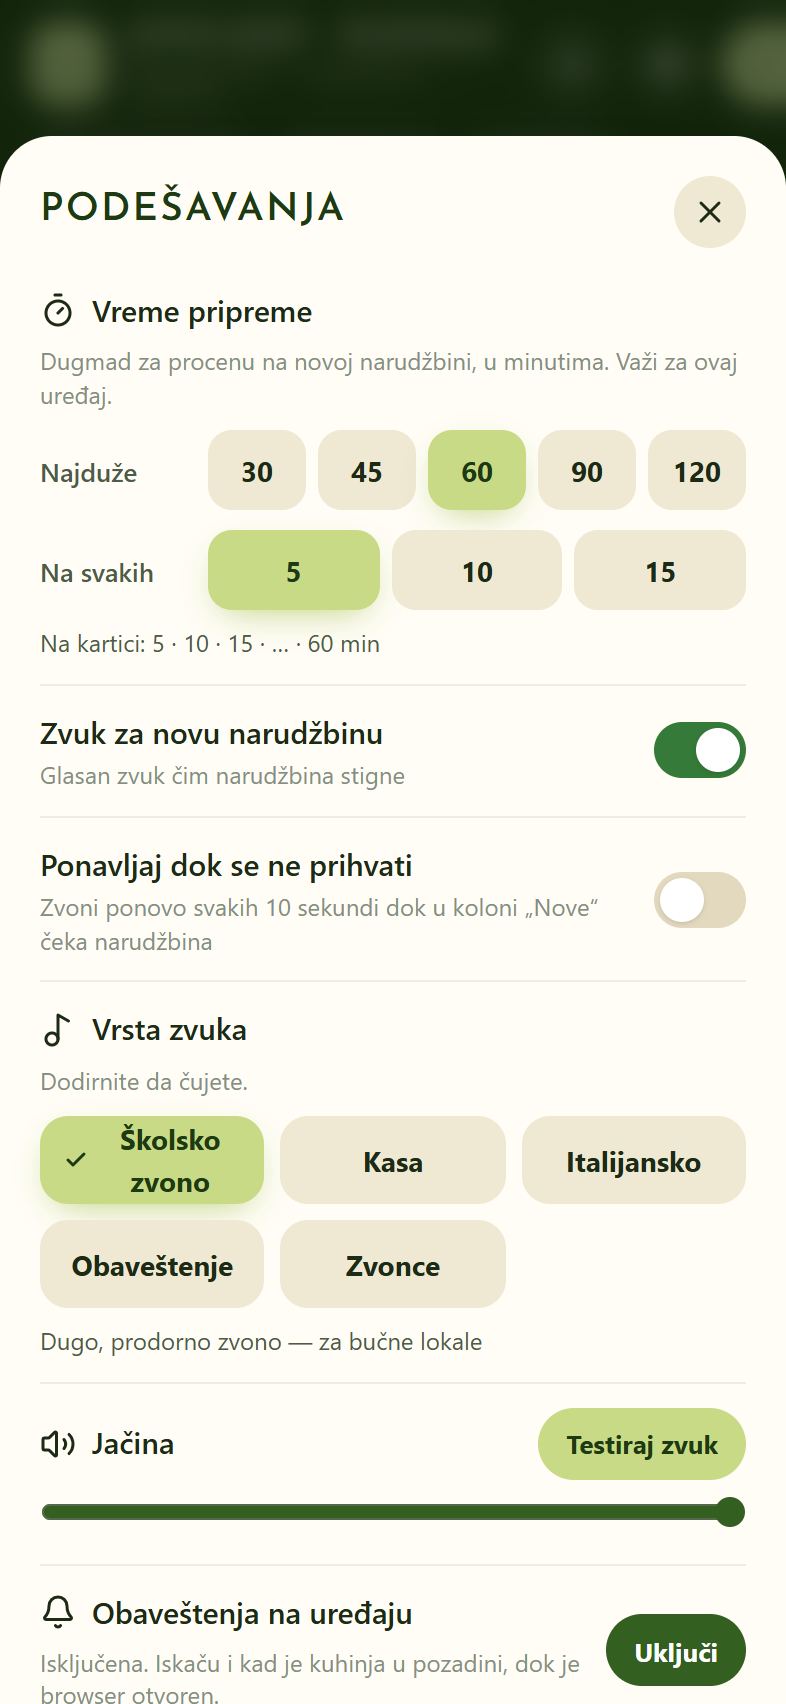 PODEŠAVANJA
Vreme pripreme
Dugmad za procenu na novoj narudžbini, u minutima. Važi za ovaj
uređaj.
Najduže 30 45 60 90 120
Na svakih 5 10 15
Na kartici: 5 · 10 · 15 · … · 60 min
Zvuk za novu narudžbinu
Glasan zvuk čim narudžbina stigne
Ponavljaj dok se ne prihvati
Zvoni ponovo svakih 10 sekundi dok u koloni „Nove“
čeka narudžbina
Vrsta zvuka
Dodirnite da čujete.
Školsko
zvono
Kasa
Italijansko
Obaveštenje
Zvonce
Dugo, prodorno zvono — za bučne lokale
Jačina
Testiraj zvuk
Obaveštenja na uređaju
Isključena. Iskaču i kad je kuhinja u pozadini, dok je
browser otvoren.
Uključi